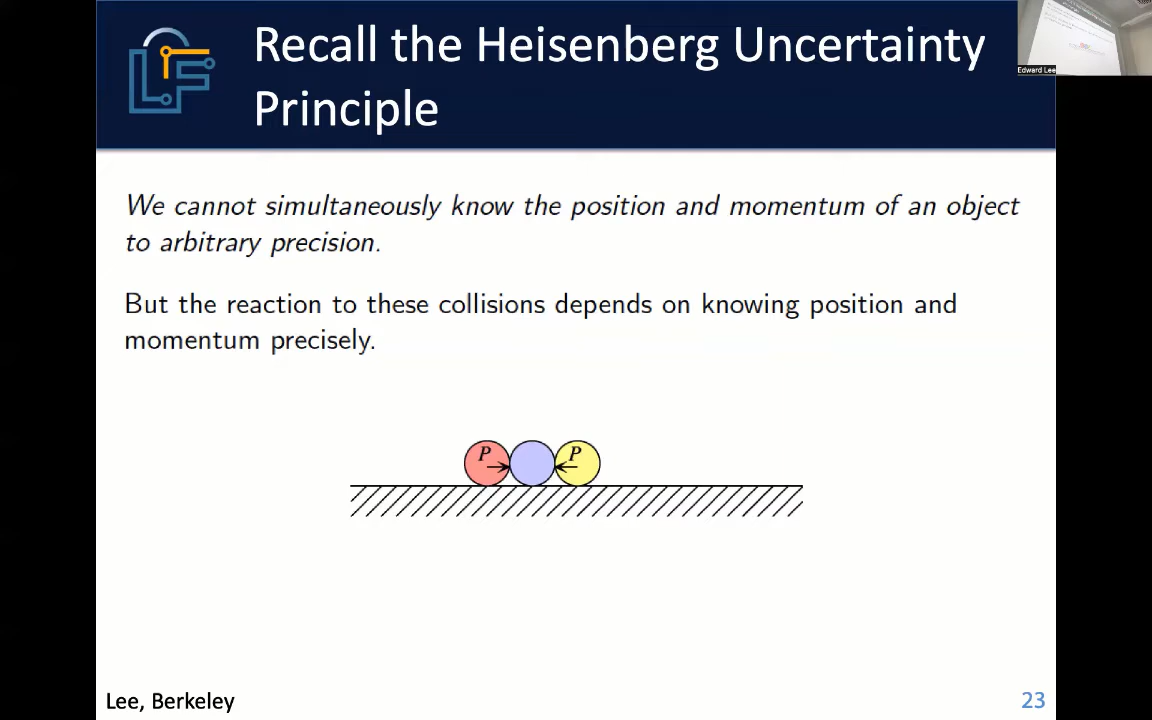 Recall the Heisenberg Uncertainty
Principle
Edward Lee
We cannot simultaneously know the position and momentum of an object
to arbitrary precision.
But the reaction to these collisions depends on knowing position and
momentum precisely.
P P
Lee, Berkeley
23